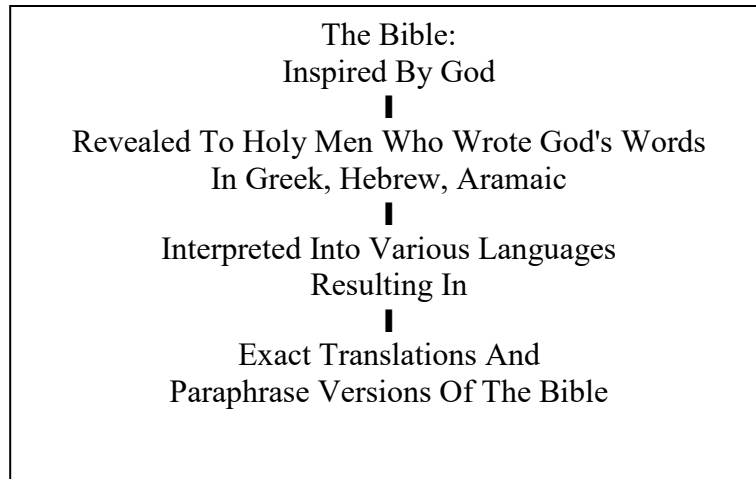 The Bible:
Inspired By God
Revealed To Holy Men Who Wrote God's Words
In Greek, Hebrew, Aramaic
Interpreted Into Various Languages
Resulting In
Exact Translations And
Paraphrase Versions Of The Bible